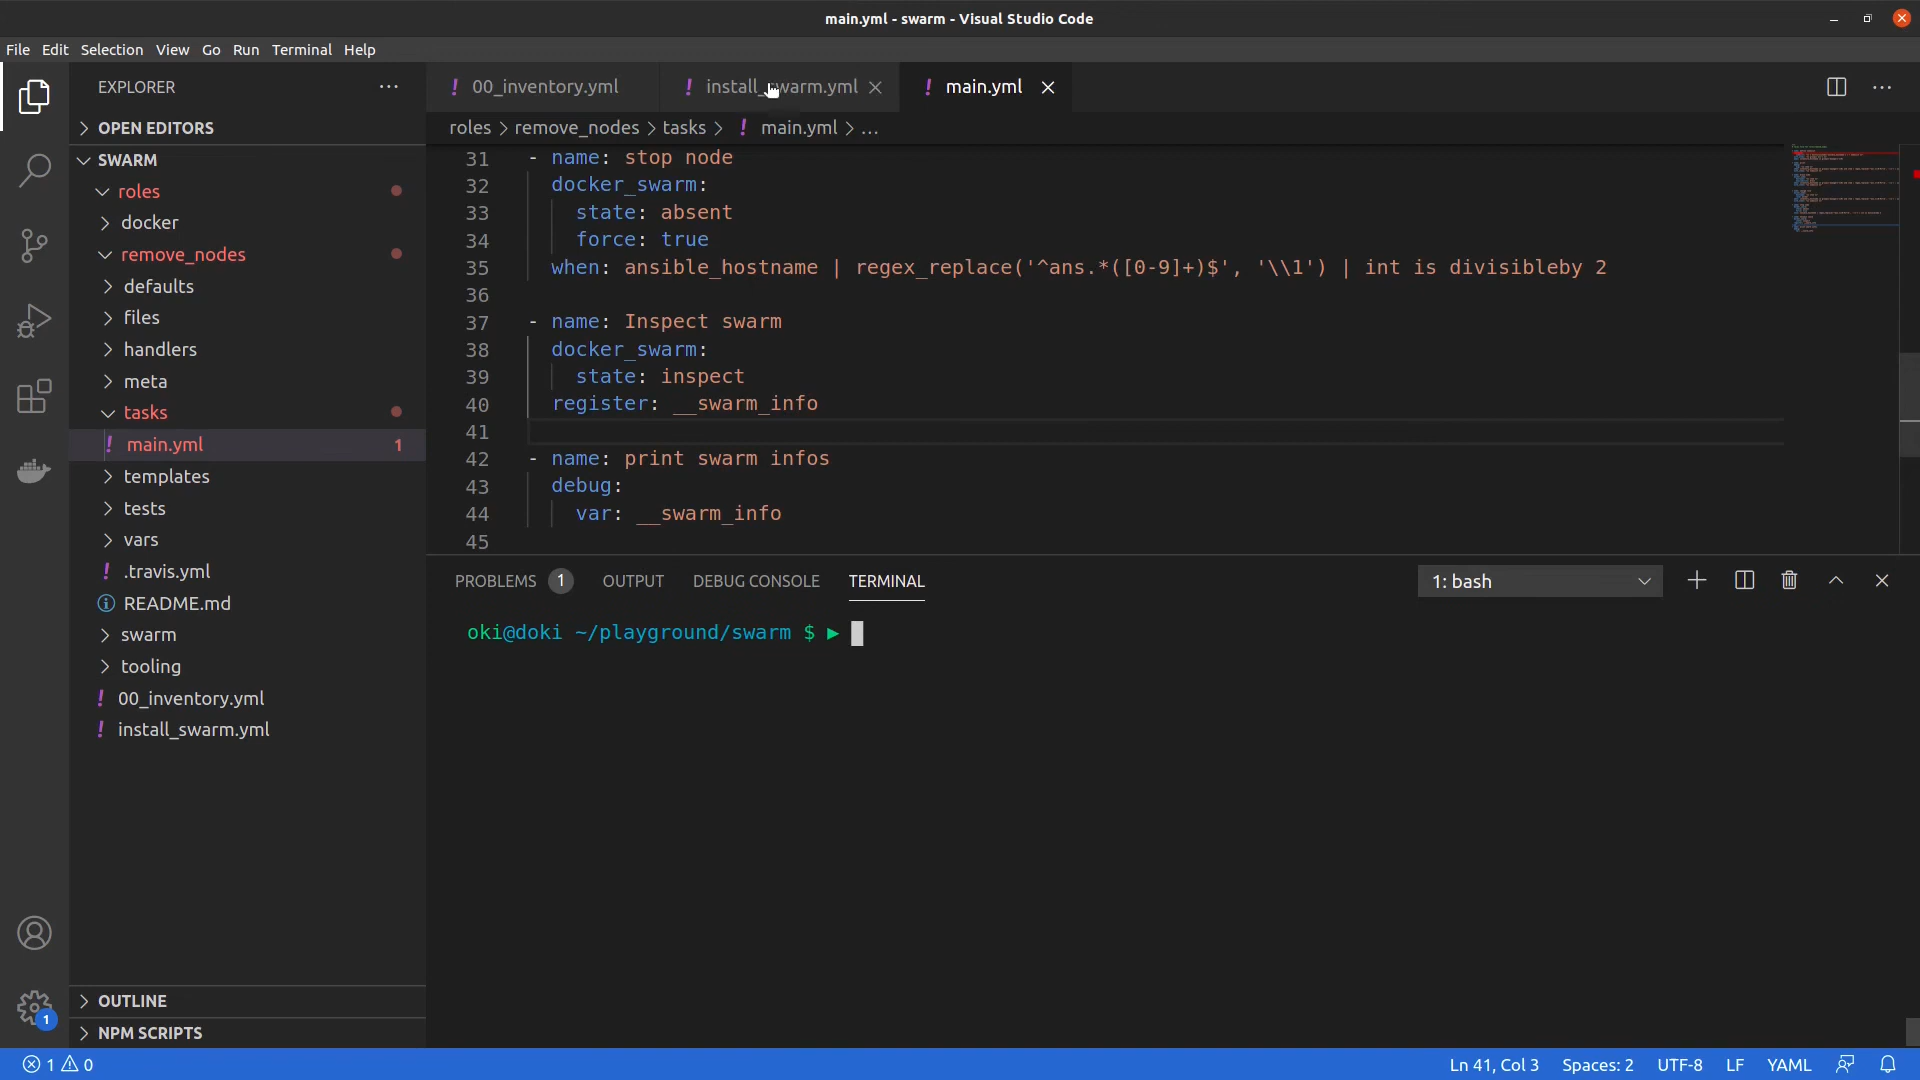 main.yml - swarm - Visual Studio Code
File Edit Selection View Go Run Terminal Help
EXPLORER
OPEN EDITORS
SWARM
roles
docker
remove_nodes
defaults
files
handlers
meta
tasks
! main.yml 1
templates
tests
vars
! .travis.yml
README.md
swarm
tooling
! 00_inventory.yml
! install_swarm.yml
OUTLINE
NPM SCRIPTS
1
! 00_inventory.yml
! install_swarm.yml
! main.yml
roles > remove_nodes > tasks > ! main.yml > ...
31 - name: stop node
32 docker_swarm:
33 state: absent
34 force: true
35 when: ansible_hostname | regex_replace('^ans.*([0-9]+)$', '\\1') | int is divisibleby 2
36
37 - name: Inspect swarm
38 docker_swarm:
39 state: inspect
40 register: __swarm_info
41
42 - name: print swarm infos
43 debug:
44 var: __swarm_info
45
PROBLEMS 1 OUTPUT DEBUG CONSOLE TERMINAL
1: bash
oki@doki ~/playground/swarm $ ▶
1 0
Ln 41, Col 3 Spaces: 2 UTF-8 LF YAML